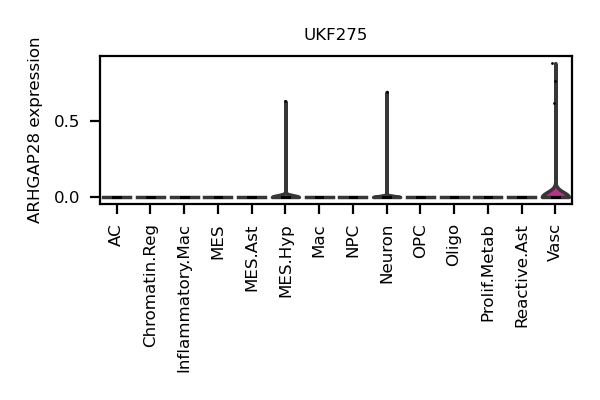 UKF275
ARHGAP28 expression
0.5
0.0
AC
Chromatin.Reg
Inflammatory.Mac
MES
MES.Ast
MES.Hyp
Mac
NPC
Neuron
OPC
Oligo
Prolif.Metab
Reactive.Ast
Vasc